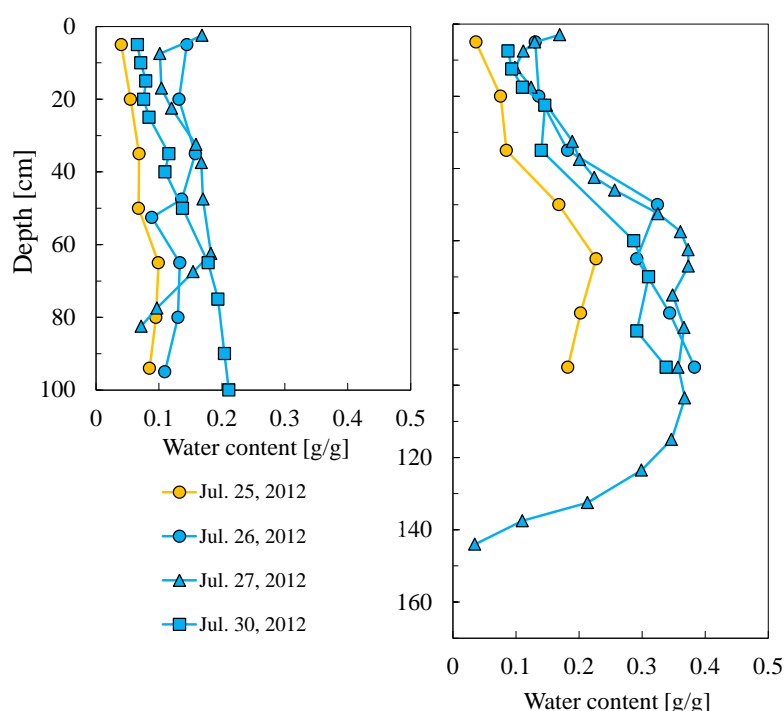 0
20
40
60
80
100
Depth [cm]
0 0.1 0.2 0.3 0.4 0.5
Water content [g/g]
Jul. 25, 2012
Jul. 26, 2012
Jul. 27, 2012
Jul. 30, 2012
120
140
160
0 0.1 0.2 0.3 0.4 0.5
Water content [g/g]